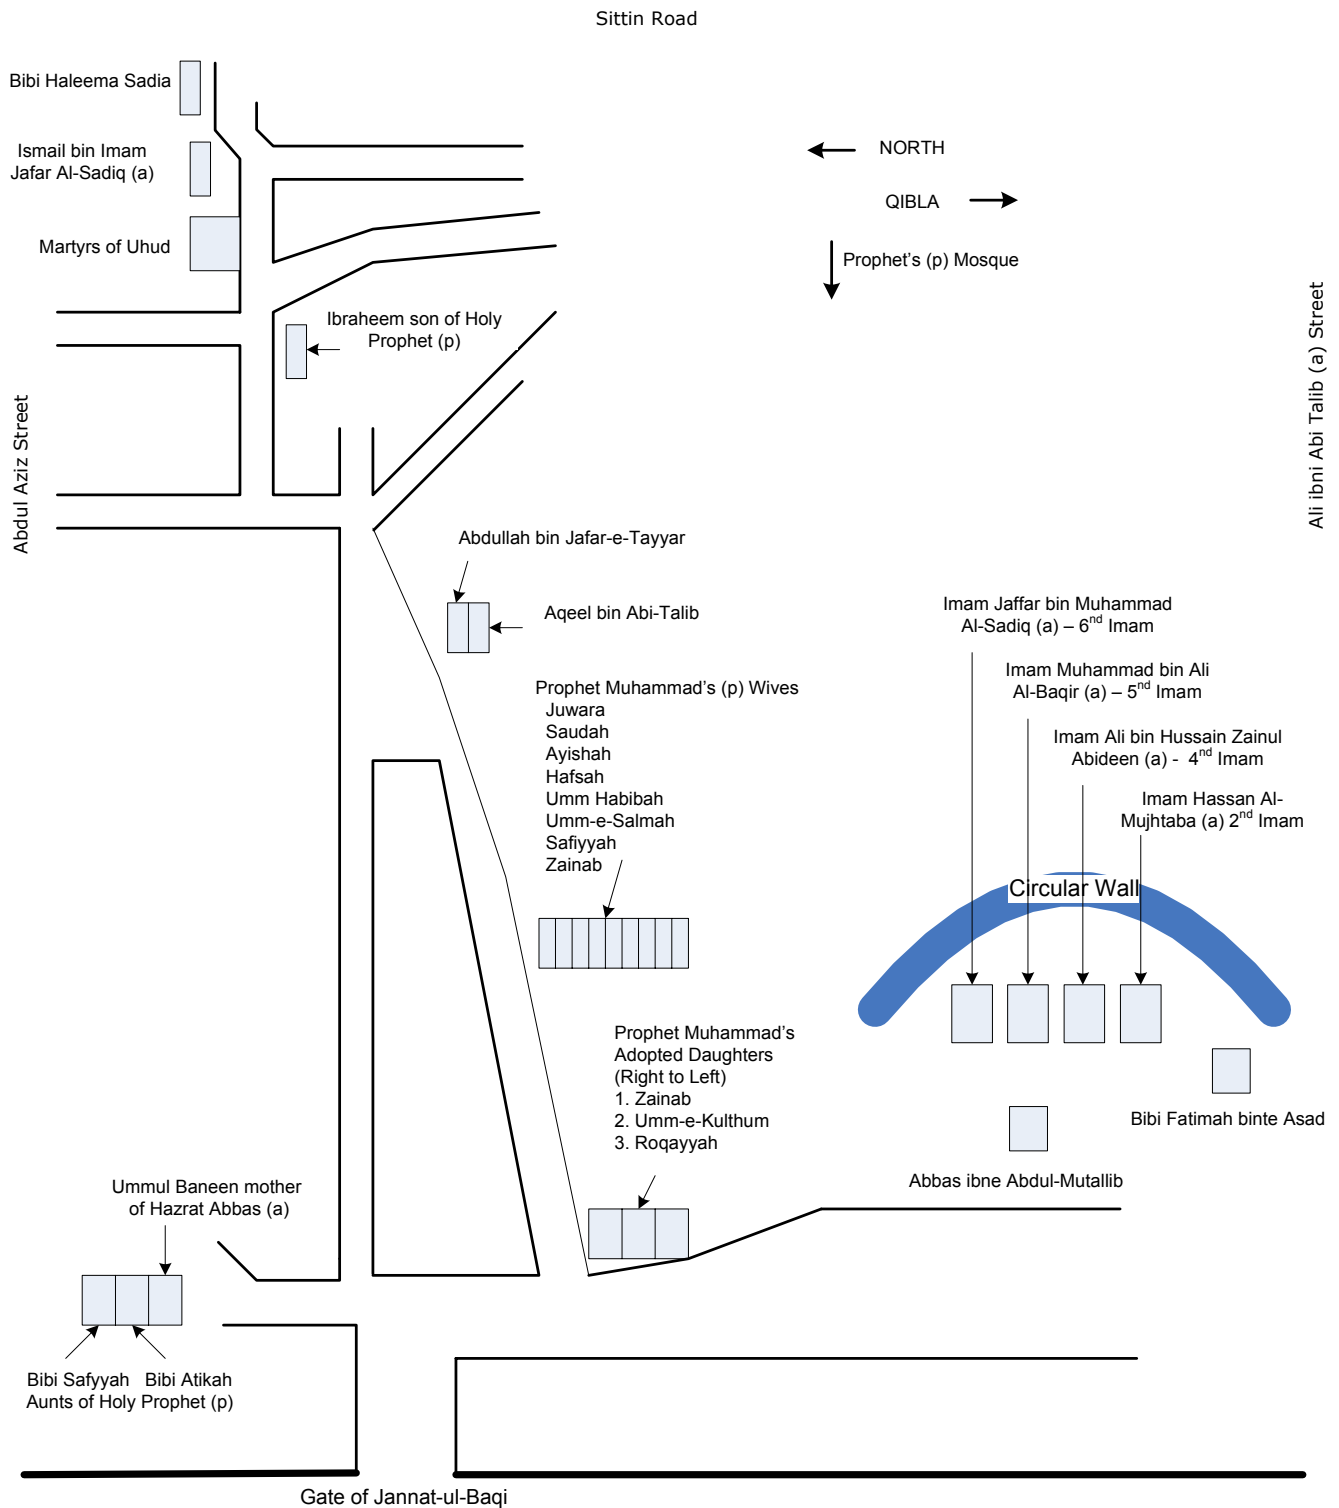 Sittin Road
Bibi Haleema Sadia
Ismail bin Imam
Jafar Al-Sadiq (a)
Martyrs of Uhud
NORTH
QIBLA
Prophet's (p) Mosque
Ibraheem son of Holy
Prophet (p)
Abdul Aziz Street
Ali ibni Abi Talib (a) Street
Abdullah bin Jafar-e-Tayyar
Aqeel bin Abi-Talib
Imam Jaffar bin Muhammad
Al-Sadiq (a) – 6nd Imam
Imam Muhammad bin Ali
Al-Baqir (a) – 5nd Imam
Imam Ali bin Hussain Zainul
Abideen (a) - 4nd Imam
Imam Hassan Al-
Mujhtaba (a) 2nd Imam
Prophet Muhammad's (p) Wives
Juwara
Saudah
Ayishah
Hafsah
Umm Habibah
Umm-e-Salmah
Safiyyah
Zainab
Circular Wall
Prophet Muhammad's
Adopted Daughters
(Right to Left)
1. Zainab
2. Umm-e-Kulthum
3. Roqayyah
Bibi Fatimah binte Asad
Abbas ibne Abdul-Mutallib
Ummul Baneen mother
of Hazrat Abbas (a)
Bibi Safyyah Bibi Atikah
Aunts of Holy Prophet (p)
Gate of Jannat-ul-Baqi